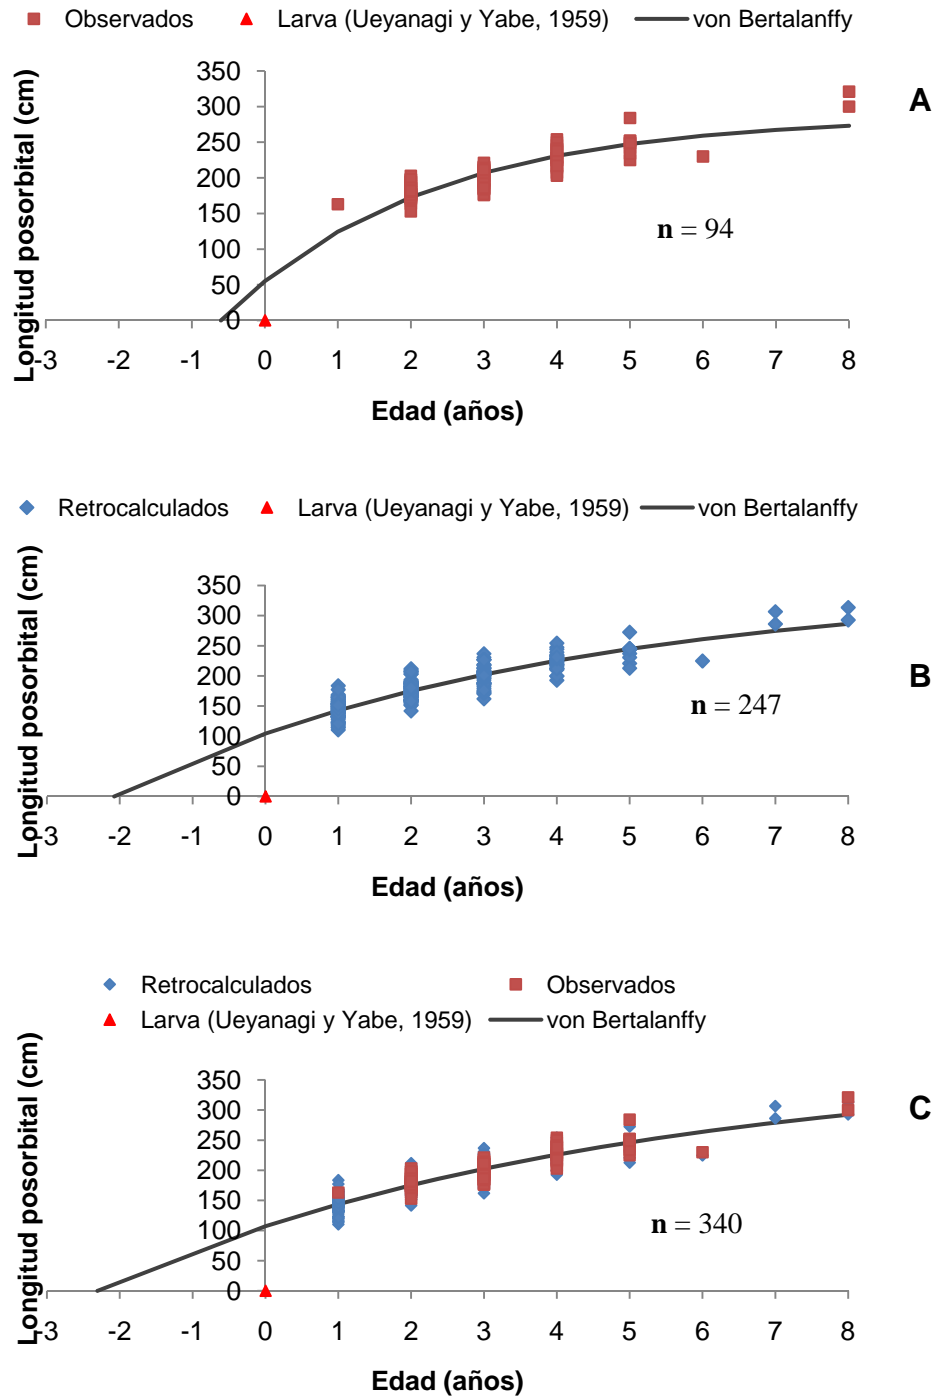 Observados Larva (Ueyanagi y Yabe, 1959) von Bertalanffy
A
Longitud posorbital (cm)
350
300
250
200
150
100
50
0
n = 94
-3 -2 -1 0 1 2 3 4 5 6 7 8
Edad (años)
Retrocalculados Larva (Ueyanagi y Yabe, 1959) von Bertalanffy
B
Longitud posorbital (cm)
350
300
250
200
150
100
50
0
n = 247
-3 -2 -1 0 1 2 3 4 5 6 7 8
Edad (años)
Retrocalculados Observados
Larva (Ueyanagi y Yabe, 1959) von Bertalanffy
C
Longitud posorbital (cm)
350
300
250
200
150
100
50
0
n = 340
-3 -2 -1 0 1 2 3 4 5 6 7 8
Edad (años)